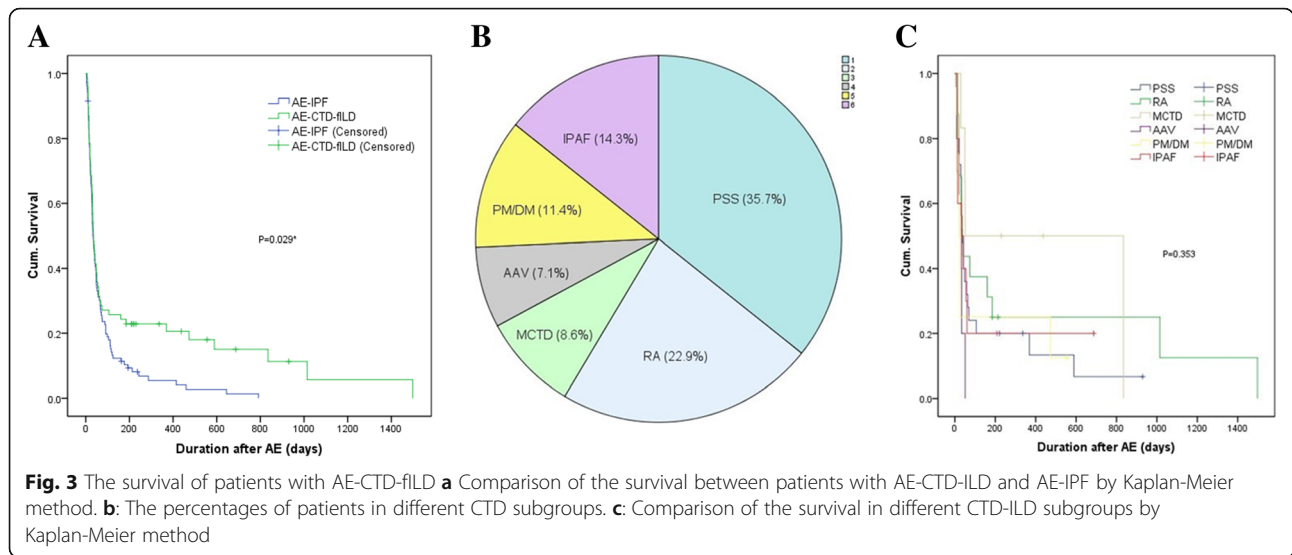 A
B
C
1.0
0.8
0.6
0.4
0.2
0.0
Cum. Survival
AE-IPF
AE-CTD-fILD
AE-IPF (Censored)
AE-CTD-fILD (Censored)
P=0.029*
0 200 400 600 800 1000 1200 1400
Duration after AE (days)
1
2
3
4
5
6
IPAF (14.3%)
PSS (35.7%)
PM/DM (11.4%)
AAV (7.1%)
MCTD (8.6%)
RA (22.9%)
1.0
0.8
0.6
0.4
0.2
0.0
Cum. Survival
PSS PSS
RA RA
MCTD MCTD
AAV AAV
PM/DM PM/DM
IPAF IPAF
P=0.353
0 200 400 600 800 1000 1200 1400
Duration after AE (days)
Fig. 3 The survival of patients with AE-CTD-fILD a Comparison of the survival between patients with AE-CTD-ILD and AE-IPF by Kaplan-Meier
method. b: The percentages of patients in different CTD subgroups. c: Comparison of the survival in different CTD-ILD subgroups by
Kaplan-Meier method